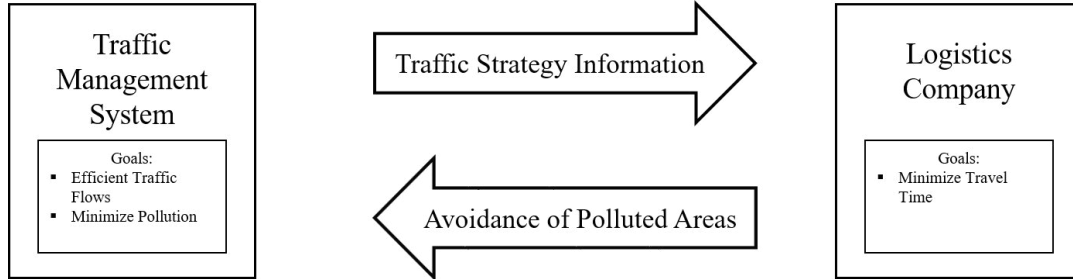 Traffic
Management
System
Goals:
▪ Efficient Traffic
Flows
▪ Minimize Pollution
Traffic Strategy Information
Avoidance of Polluted Areas
Logistics
Company
Goals:
▪ Minimize Travel
Time